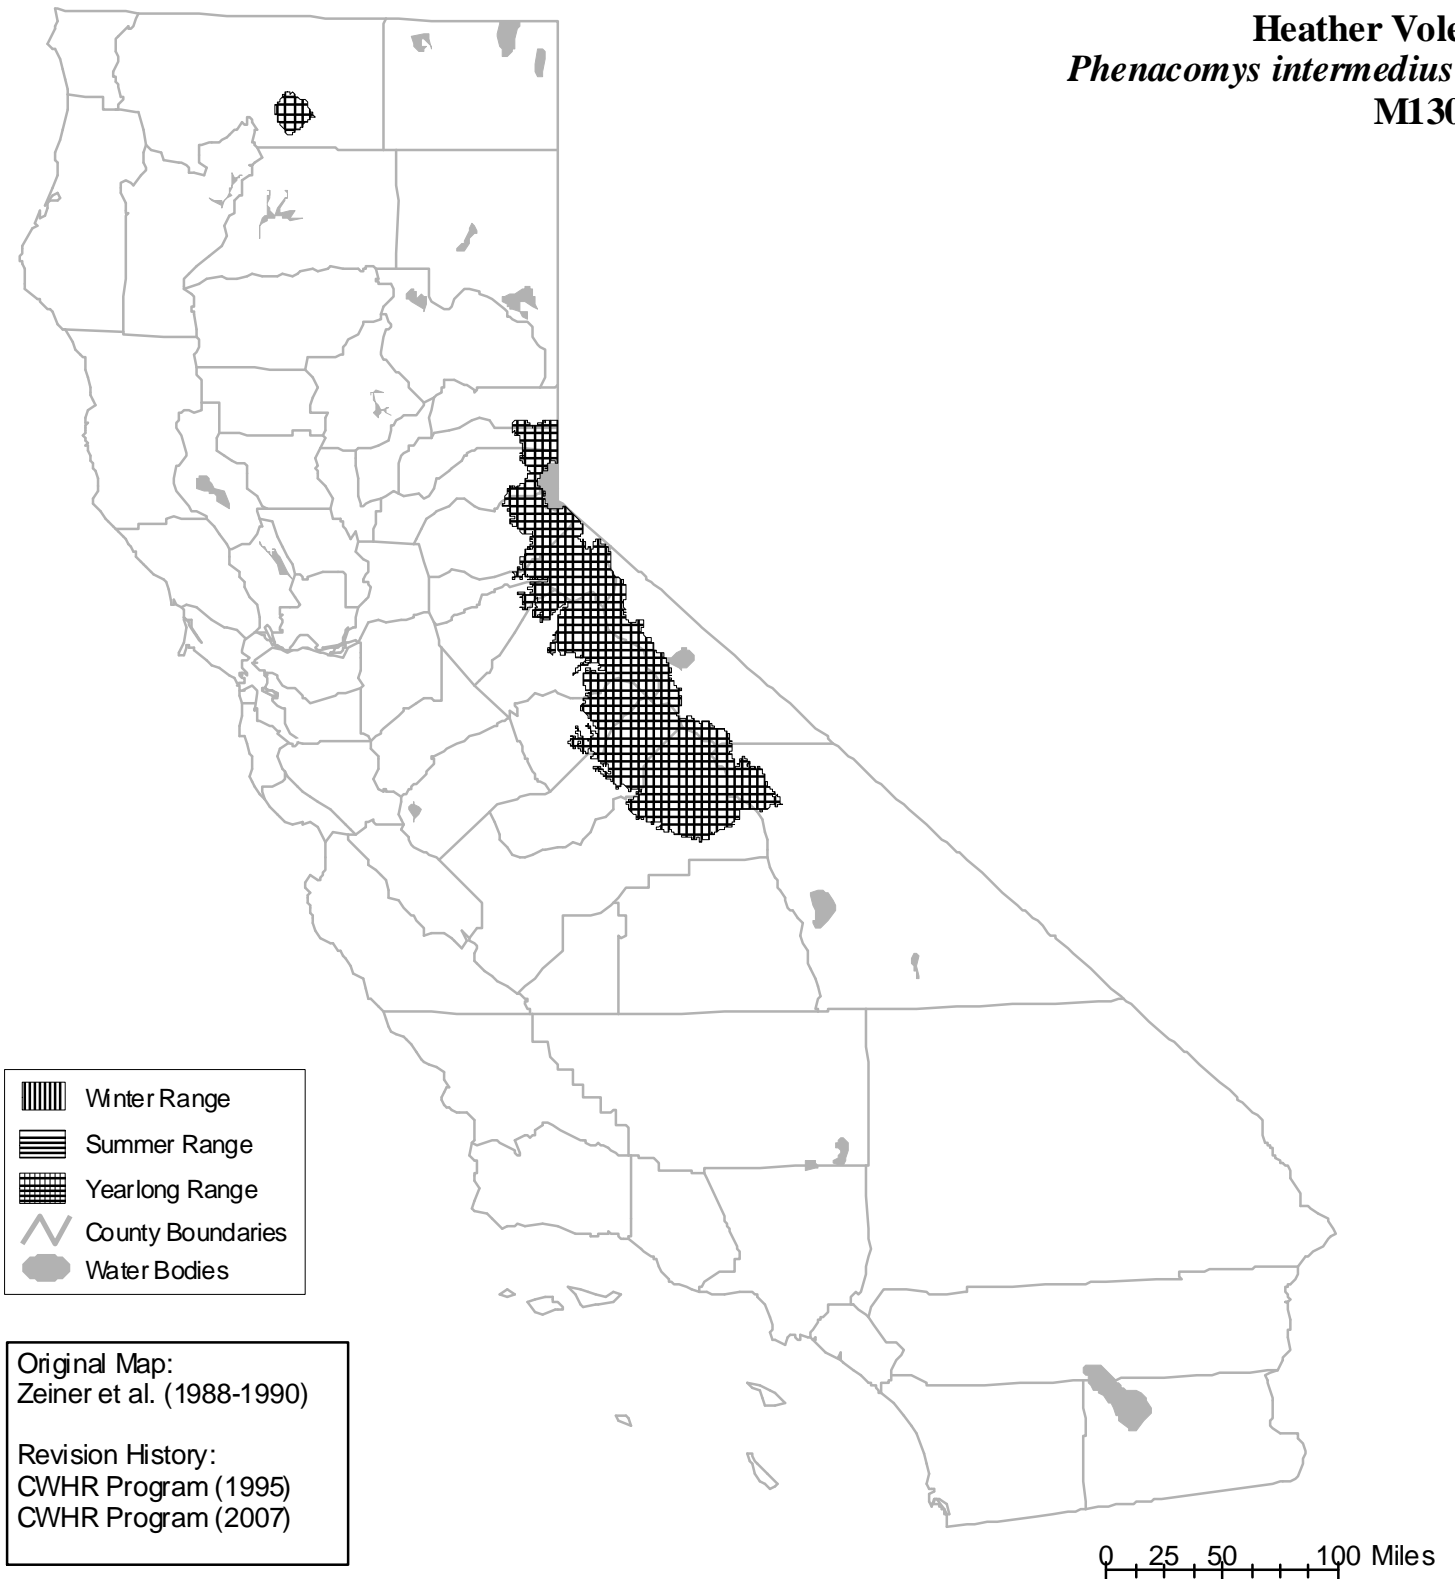 Heather Vole
Phenacomys intermedius
M130
Winter Range
Summer Range
Yearlong Range
County Boundaries
Water Bodies
Original Map:
Zeiner et al. (1988-1990)
Revision History:
CWHR Program (1995)
CWHR Program (2007)
0 25 50 100 Miles